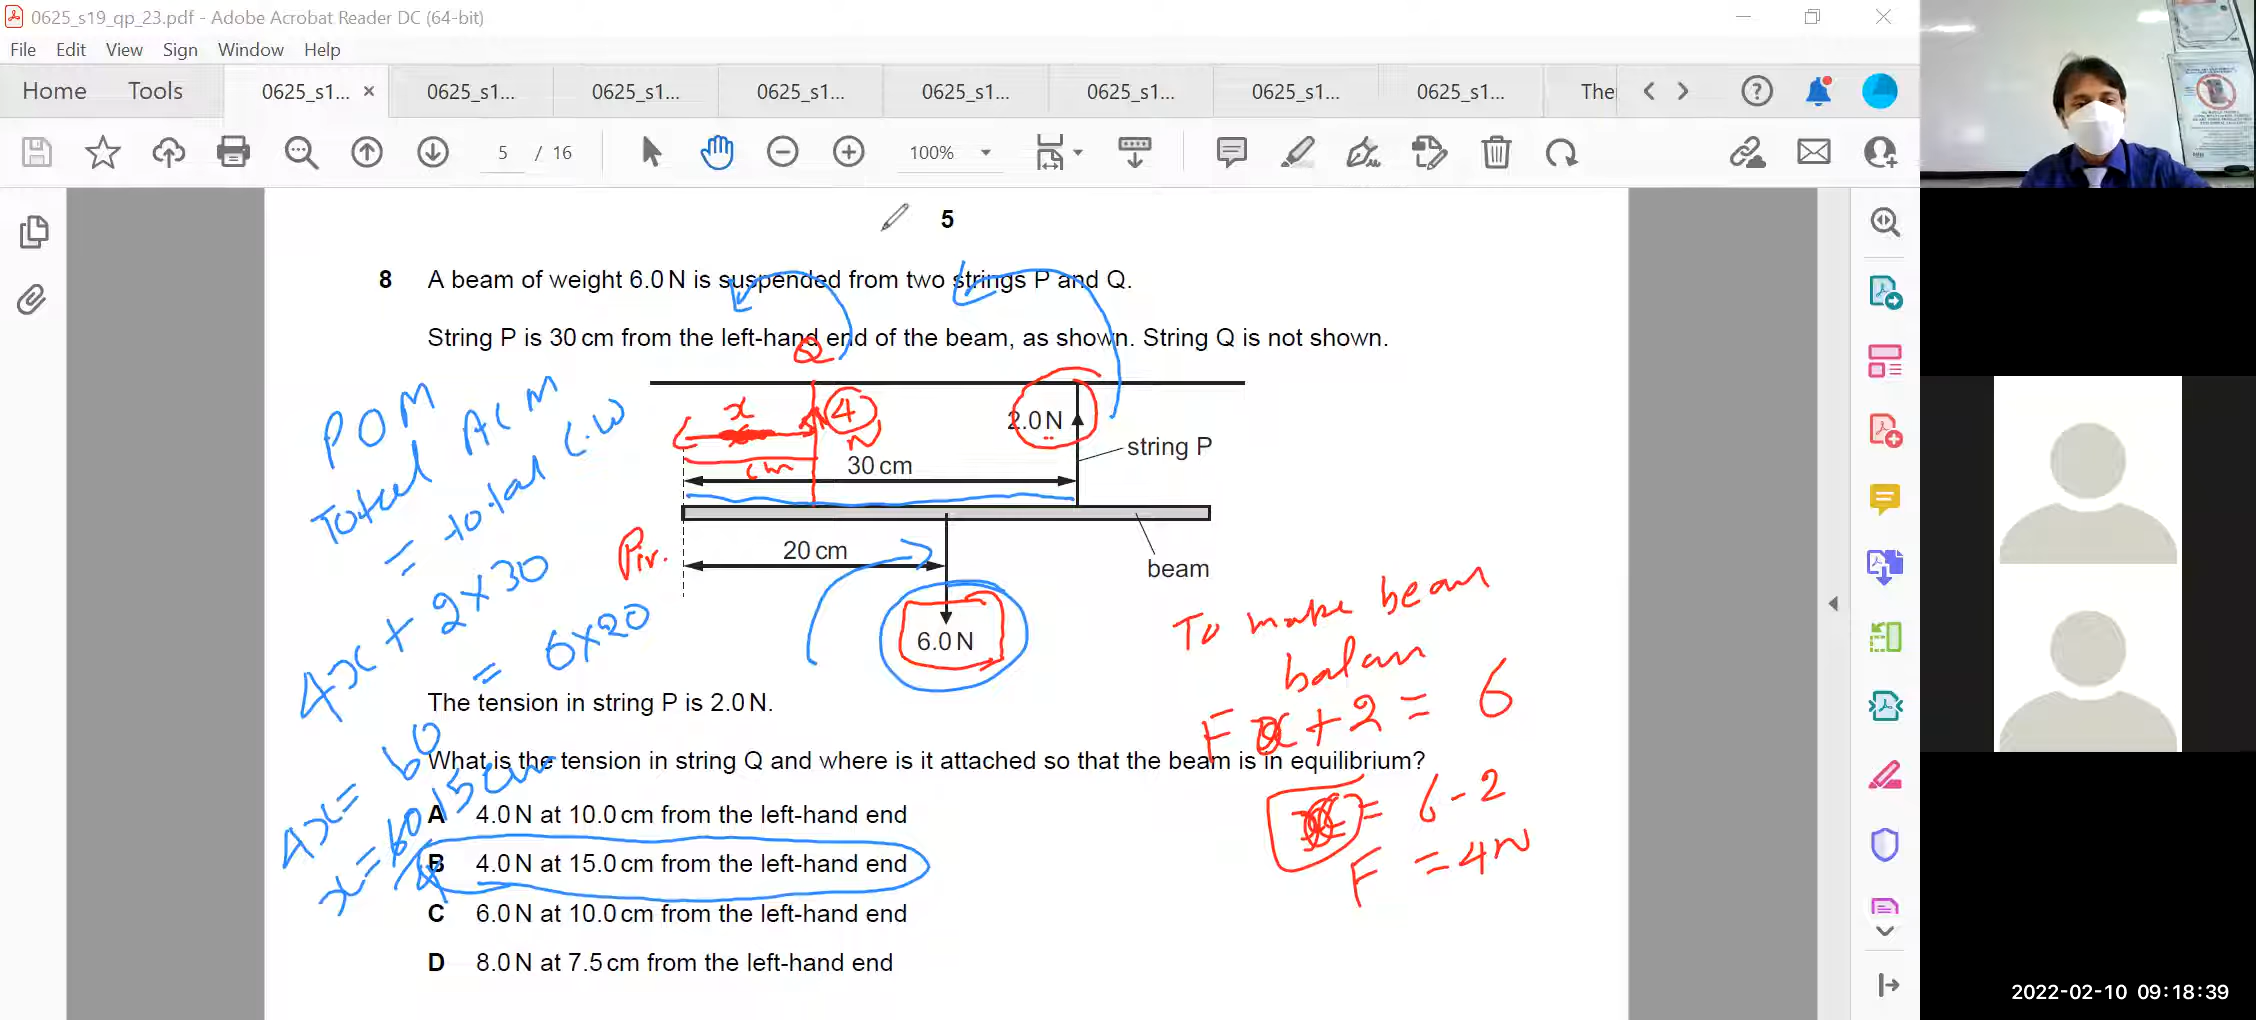 0625_s19_qp_23.pdf - Adobe Acrobat Reader DC (64-bit)
File Edit View Sign Window Help
Home Tools 0625_s1... × 0625_s1... 0625_s1... 0625_s1... 0625_s1... 0625_s1... 0625_s1... 0625_s1... The
5 / 16 100%
5
8 A beam of weight 6.0 N is suspended from two strings P and Q.
String P is 30 cm from the left-hand end of the beam, as shown. String Q is not shown.
Q
x
4
N
2.0 N
string P
cm
30 cm
POM
Total ACM
= total C.W
4x + 2×30
= 6×20
4x = 60
x = 60
4
15cm
Piv.
20 cm
beam
6.0 N
To make beam
balan
F + 2 = 6
= 6-2
F = 4N
The tension in string P is 2.0 N.
What is the tension in string Q and where is it attached so that the beam is in equilibrium?
A 4.0 N at 10.0 cm from the left-hand end
B 4.0 N at 15.0 cm from the left-hand end
C 6.0 N at 10.0 cm from the left-hand end
D 8.0 N at 7.5 cm from the left-hand end
2022-02-10 09:18:39